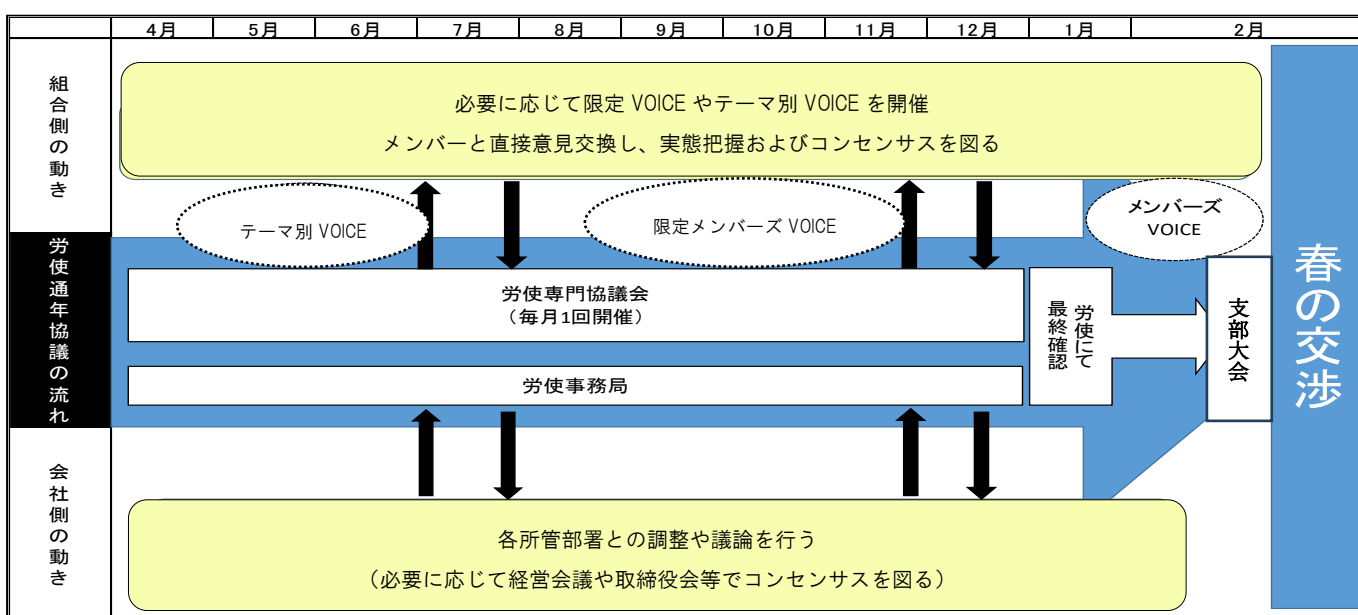 4月 5月 6月 7月 8月 9月 10月 11月 12月 1月 2月
組合側の動き
必要に応じて限定 VOICE やテーマ別 VOICE を開催
メンバーと直接意見交換し、実態把握およびコンセンサスを図る
テーマ別 VOICE
限定メンバーズ VOICE
メンバーズ
VOICE
労使通年協議の流れ
労使専門協議会
（毎月1回開催）
労使事務局
労使にて
最終確認
支部大会
春の交渉
会社側の動き
各所管部署との調整や議論を行う
（必要に応じて経営会議や取締役会等でコンセンサスを図る）